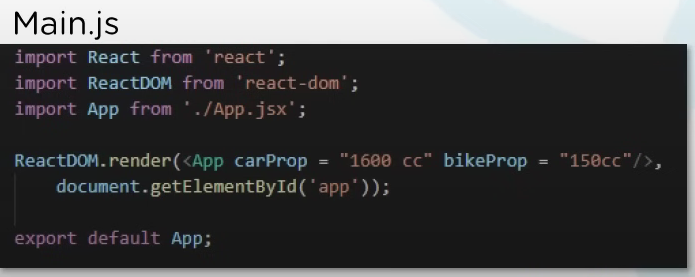 Main.js
import React from 'react';
import ReactDOM from 'react-dom';
import App from './App.jsx';
ReactDOM.render(<App carProp = "1600 cc" bikeProp = "150cc"/>,
document.getElementById('app'));
export default App;